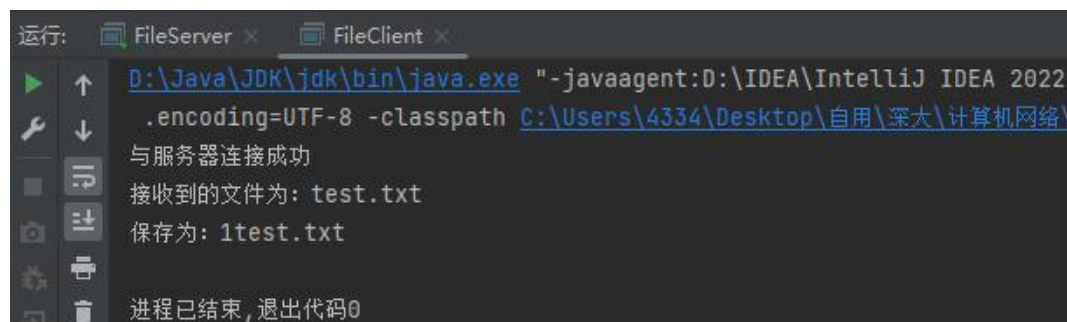 运行: FileServer × FileClient ×
D:\Java\JDK\jdk\bin\java.exe "-javaagent:D:\IDEA\IntelliJ IDEA 2022
.encoding=UTF-8 -classpath C:\Users\4334\Desktop\自用\深大\计算机网络\
与服务器连接成功
接收到的文件为: test.txt
保存为: 1test.txt
进程已结束,退出代码0